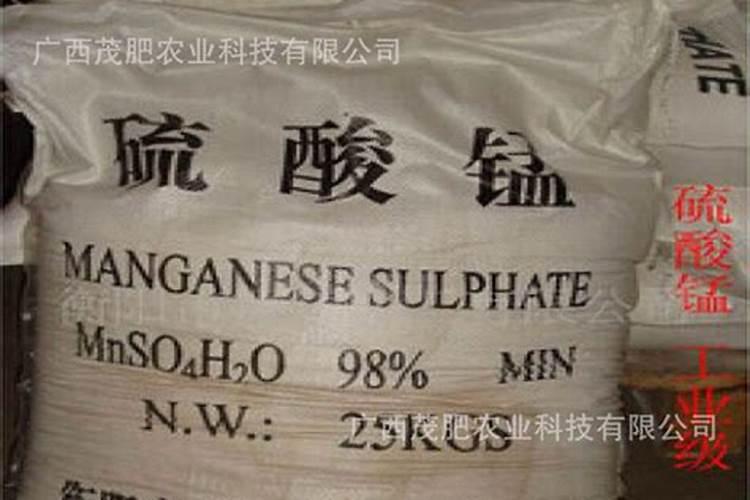 广西茂肥农业科技有限公司
硫酸锰
MANGANESE SULPHATE
MnSO4H2O 98% MIN
N.W.: 25KGS
广西茂肥农业科技有限公司
硫酸锰 工业级